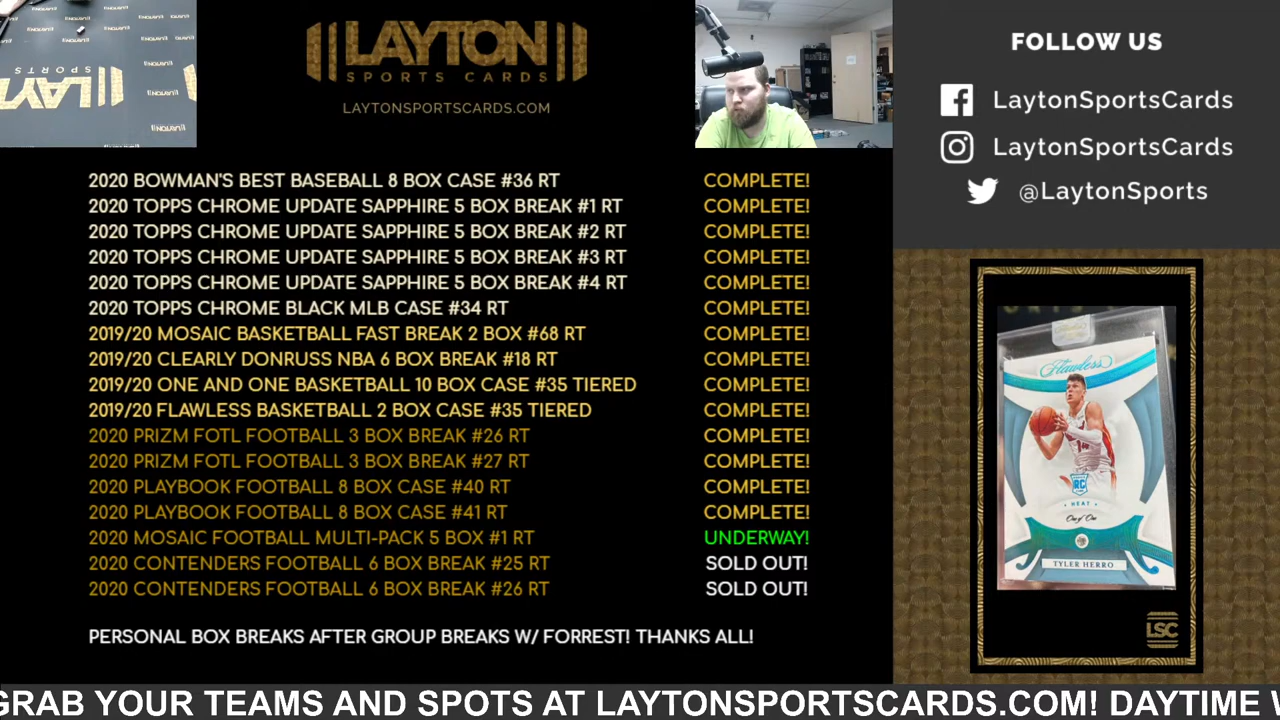 LAYTON
SPORTS CARDS
LAYTONSPORTSCARDS.COM
2020 BOWMAN'S BEST BASEBALL 8 BOX CASE #36 RT COMPLETE!
2020 TOPPS CHROME UPDATE SAPPHIRE 5 BOX BREAK #1 RT COMPLETE!
2020 TOPPS CHROME UPDATE SAPPHIRE 5 BOX BREAK #2 RT COMPLETE!
2020 TOPPS CHROME UPDATE SAPPHIRE 5 BOX BREAK #3 RT COMPLETE!
2020 TOPPS CHROME UPDATE SAPPHIRE 5 BOX BREAK #4 RT COMPLETE!
2020 TOPPS CHROME BLACK MLB CASE #34 RT COMPLETE!
2019/20 MOSAIC BASKETBALL FAST BREAK 2 BOX #68 RT COMPLETE!
2019/20 CLEARLY DONRUSS NBA 6 BOX BREAK #18 RT COMPLETE!
2019/20 ONE AND ONE BASKETBALL 10 BOX CASE #35 TIERED COMPLETE!
2019/20 FLAWLESS BASKETBALL 2 BOX CASE #35 TIERED COMPLETE!
2020 PRIZM FOTL FOOTBALL 3 BOX BREAK #26 RT COMPLETE!
2020 PRIZM FOTL FOOTBALL 3 BOX BREAK #27 RT COMPLETE!
2020 PLAYBOOK FOOTBALL 8 BOX CASE #40 RT COMPLETE!
2020 PLAYBOOK FOOTBALL 8 BOX CASE #41 RT COMPLETE!
2020 MOSAIC FOOTBALL MULTI-PACK 5 BOX #1 RT UNDERWAY!
2020 CONTENDERS FOOTBALL 6 BOX BREAK #25 RT SOLD OUT!
2020 CONTENDERS FOOTBALL 6 BOX BREAK #26 RT SOLD OUT!
PERSONAL BOX BREAKS AFTER GROUP BREAKS W/ FORREST! THANKS ALL!
FOLLOW US
LaytonSportsCards
LaytonSportsCards
@LaytonSports
Flawless
RC
HEAT
One of One
TYLER HERRO
LSC
GRAB YOUR TEAMS AND SPOTS AT LAYTONSPORTSCARDS.COM! DAYTIME W